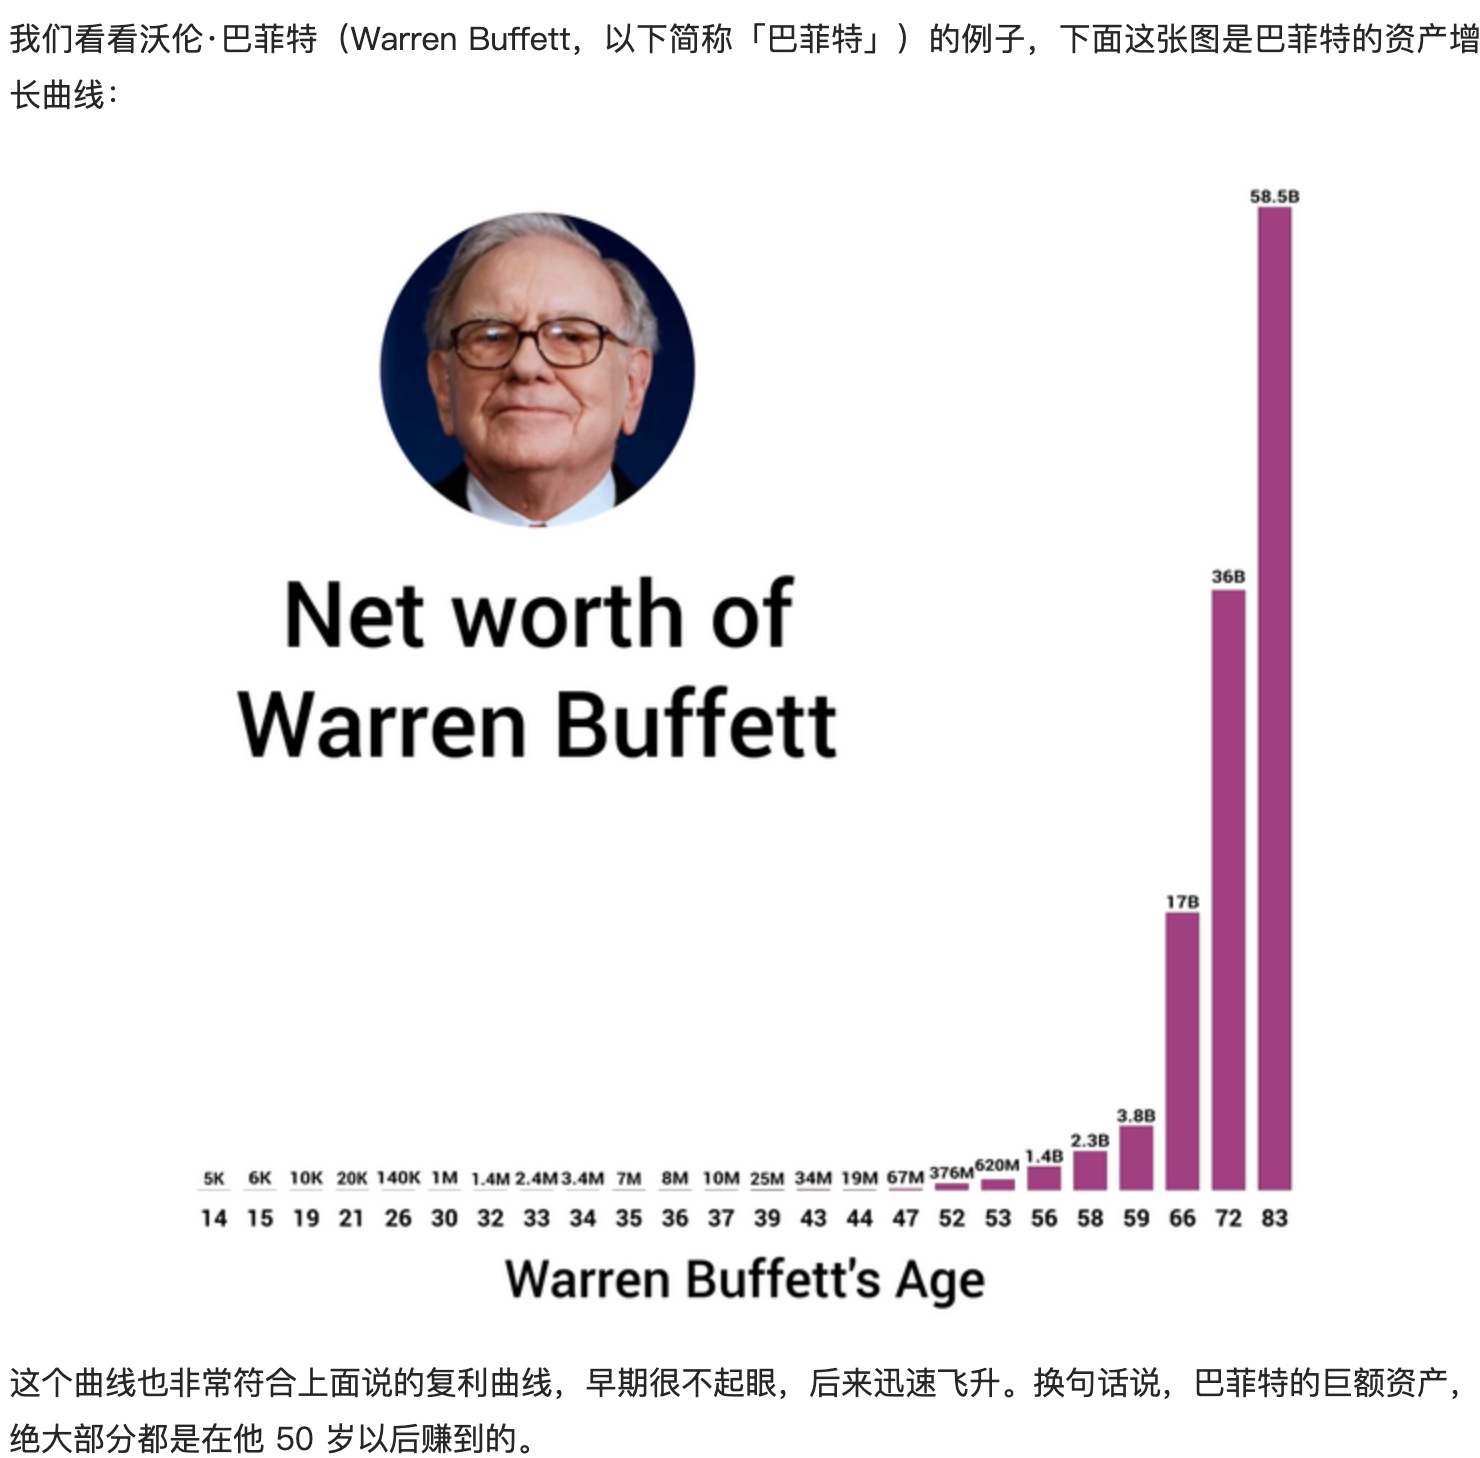 我们看看沃伦·巴菲特（Warren Buffett，以下简称「巴菲特」）的例子，下面这张图是巴菲特的资产增
长曲线：
Net worth of
Warren Buffett
5K 6K 10K 20K 140K 1M 1.4M 2.4M 3.4M 7M 8M 10M 25M 34M 19M 67M 376M 620M 1.4B 2.3B 3.8B 17B 36B 58.5B
14 15 19 21 26 30 32 33 34 35 36 37 39 43 44 47 52 53 56 58 59 66 72 83
Warren Buffett's Age
这个曲线也非常符合上面说的复利曲线，早期很不起眼，后来迅速飞升。换句话说，巴菲特的巨额资产，
绝大部分都是在他 50 岁以后赚到的。